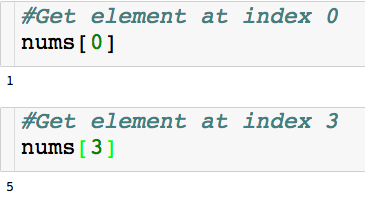 #Get element at index 0
nums[0]
1
#Get element at index 3
nums[3]
5